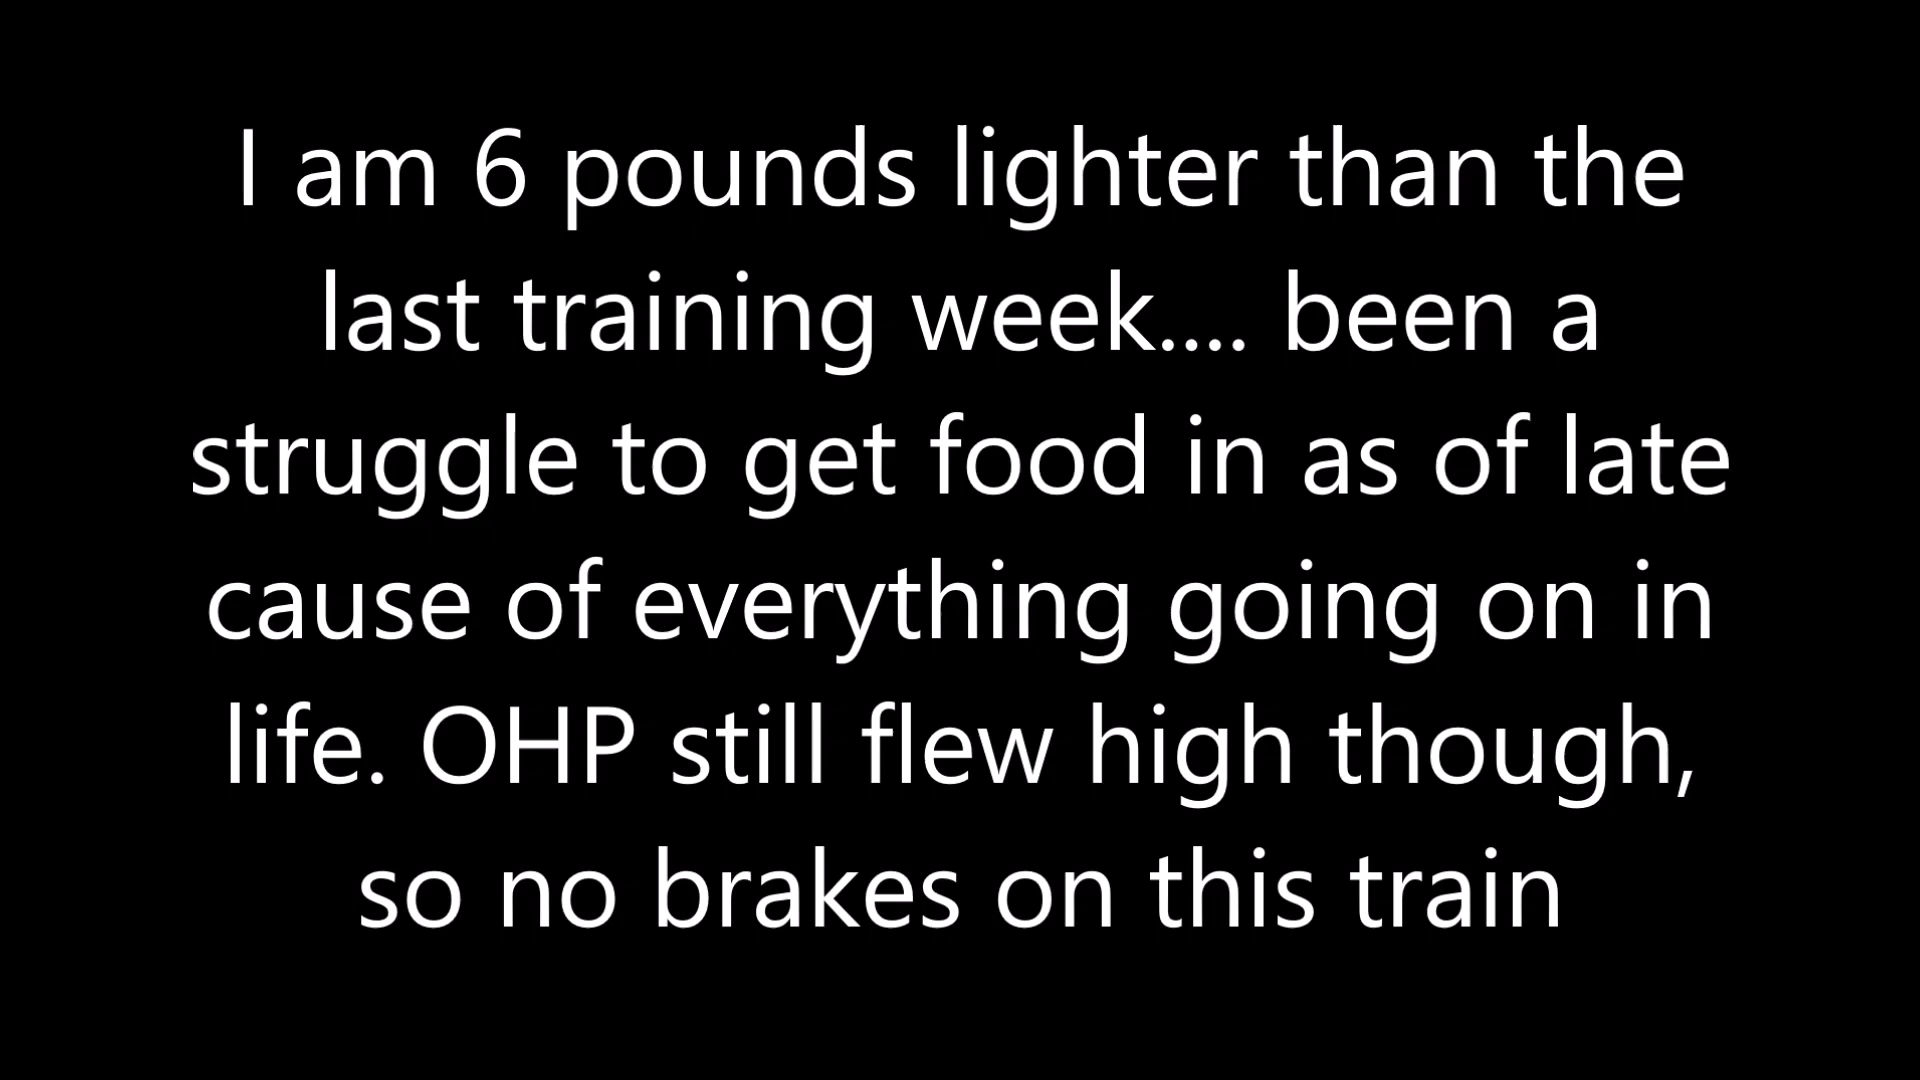 I am 6 pounds lighter than the
last training week.... been a
struggle to get food in as of late
cause of everything going on in
life. OHP still flew high though,
so no brakes on this train